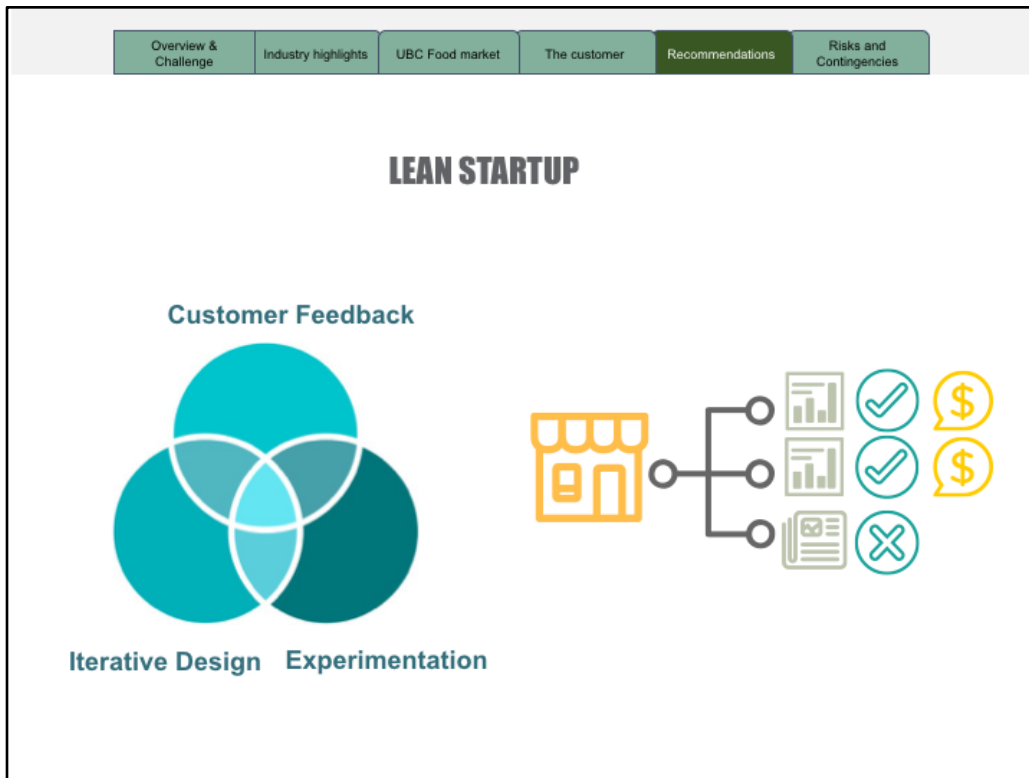 Overview &
Challenge
Industry highlights
UBC Food market
The customer
Recommendations
Risks and
Contingencies
LEAN STARTUP
Customer Feedback
Iterative Design
Experimentation
$
$